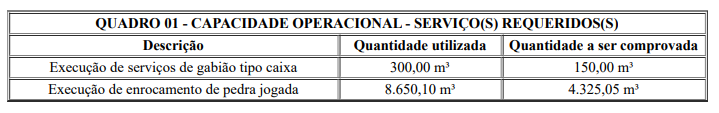 QUADRO 01 - CAPACIDADE OPERACIONAL - SERVIÇO(S) REQUERIDOS(S)
Descrição Quantidade utilizada Quantidade a ser comprovada
Execução de serviços de gabião tipo caixa 300,00 m³ 150,00 m³
Execução de enrocamento de pedra jogada 8.650,10 m³ 4.325,05 m³